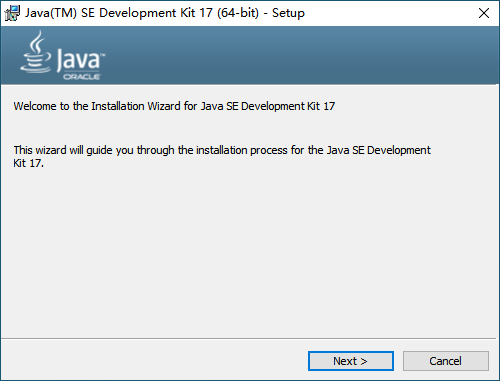 Java(TM) SE Development Kit 17 (64-bit) - Setup
Java™
ORACLE
Welcome to the Installation Wizard for Java SE Development Kit 17
This wizard will guide you through the installation process for the Java SE Development
Kit 17.
Next >
Cancel